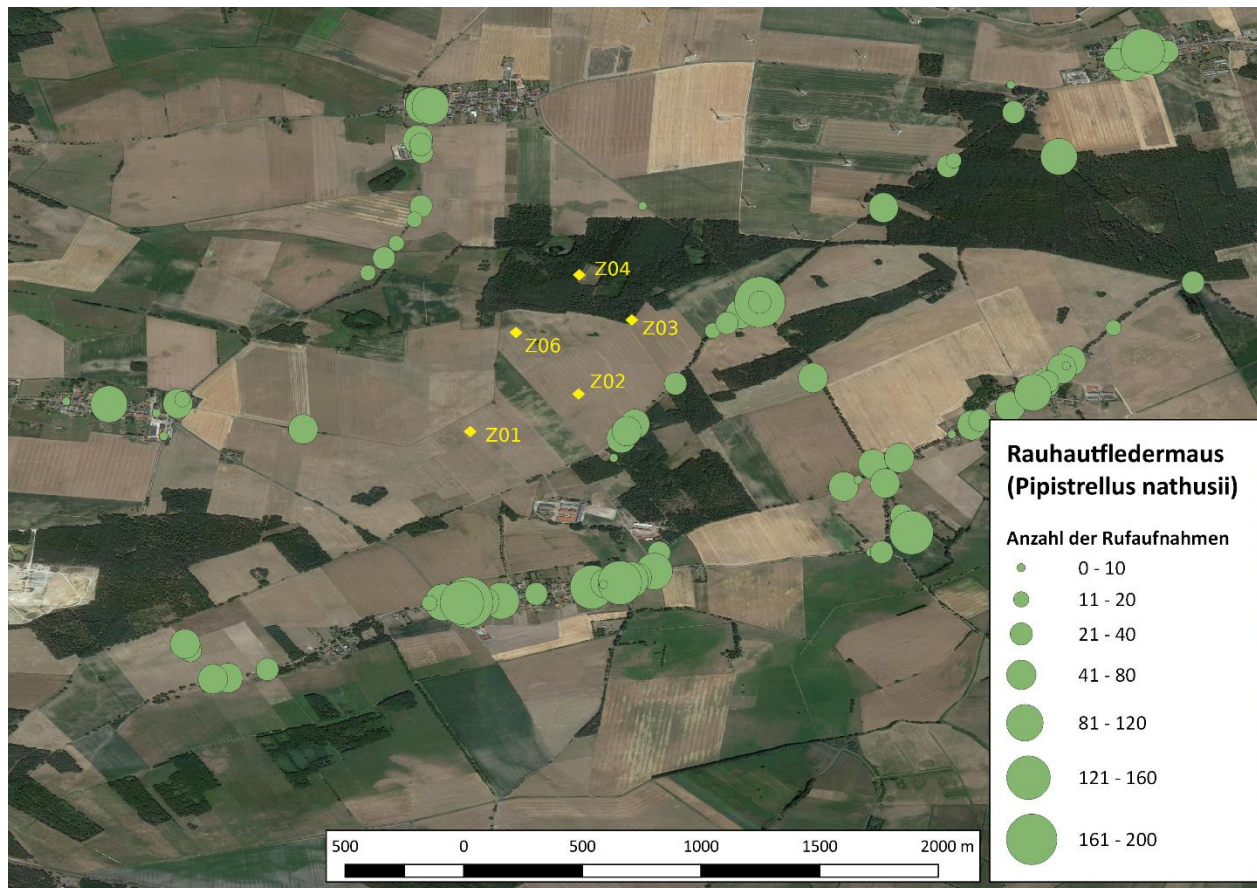 Z04
Z03
Z06
Z02
Z01
Rauhautfledermaus
(Pipistrellus nathusii)
Anzahl der Rufaufnahmen
0 - 10
11 - 20
21 - 40
41 - 80
81 - 120
121 - 160
161 - 200
500 0 500 1000 1500 2000 m